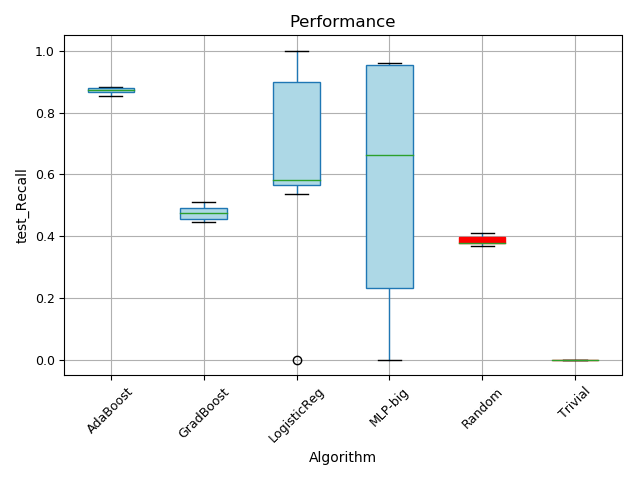 Performance
test_Recall
1.0
0.8
0.6
0.4
0.2
0.0
AdaBoost
GradBoost
LogisticReg
MLP-big
Random
Trivial
Algorithm